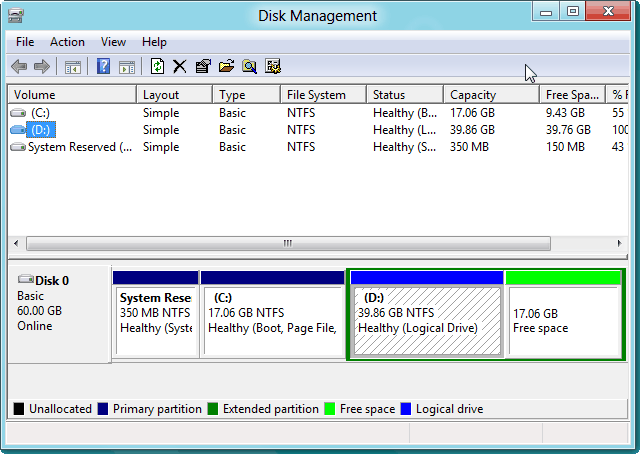 Disk Management
File Action View Help
Volume Layout Type File System Status Capacity Free Spa... % F
(C:) Simple Basic NTFS Healthy (B... 17.06 GB 9.43 GB 55
(D:) Simple Basic NTFS Healthy (L... 39.86 GB 39.76 GB 100
System Reserved (... Simple Basic NTFS Healthy (S... 350 MB 150 MB 43
Disk 0
Basic
60.00 GB
Online
System Rese
350 MB NTFS
Healthy (Syste
(C:)
17.06 GB NTFS
Healthy (Boot, Page File,
(D:)
39.86 GB NTFS
Healthy (Logical Drive)
17.06 GB
Free space
Unallocated Primary partition Extended partition Free space Logical drive